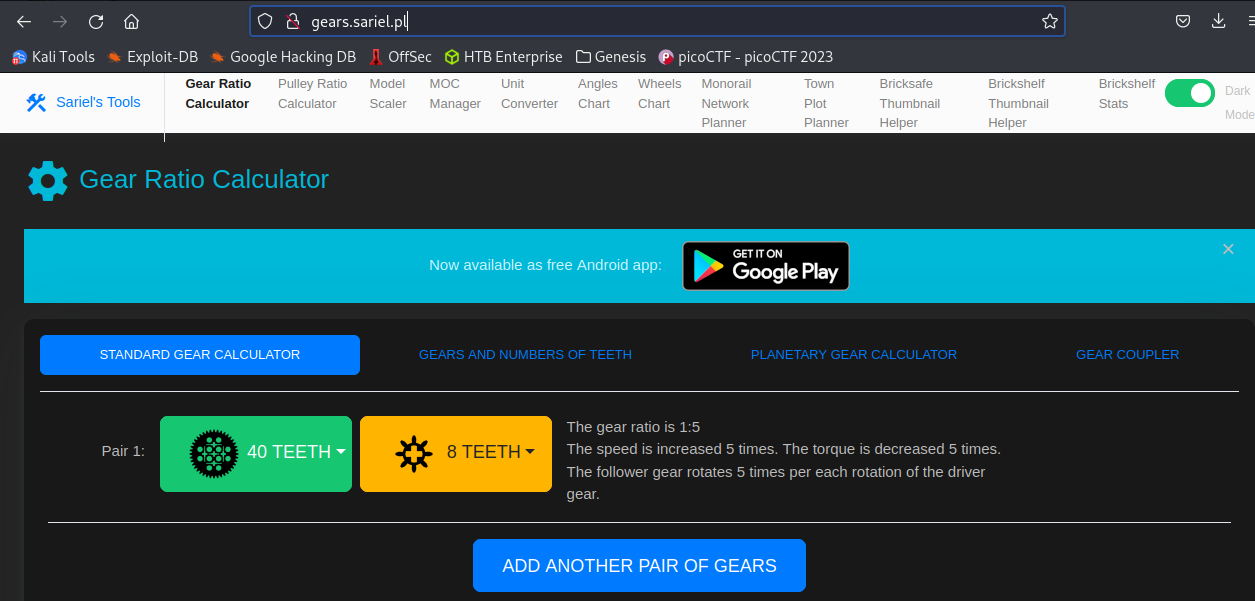 gears.sariel.pl
Kali Tools Exploit-DB Google Hacking DB OffSec HTB Enterprise Genesis picoCTF - picoCTF 2023
Sariel's Tools
Gear Ratio
Calculator
Pulley Ratio
Calculator
Model
Scaler
MOC
Manager
Unit
Converter
Angles
Chart
Wheels
Chart
Monorail
Network
Planner
Town
Plot
Planner
Bricksafe
Thumbnail
Helper
Brickshelf
Thumbnail
Helper
Brickshelf
Stats
Dark
Mode
Gear Ratio Calculator
Now available as free Android app:
GET IT ON
Google Play
STANDARD GEAR CALCULATOR GEARS AND NUMBERS OF TEETH PLANETARY GEAR CALCULATOR GEAR COUPLER
Pair 1:
40 TEETH
8 TEETH
The gear ratio is 1:5
The speed is increased 5 times. The torque is decreased 5 times.
The follower gear rotates 5 times per each rotation of the driver
gear.
ADD ANOTHER PAIR OF GEARS